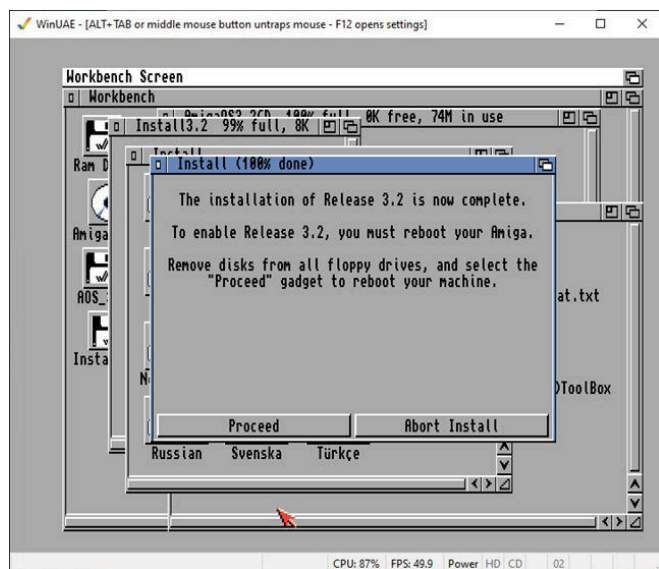 WinUAE - [ALT+TAB or middle mouse button untraps mouse - F12 opens settings]
Workbench Screen
Workbench
100% full, 0K free, 74M in use
Install3.2 99% full, 8K
Install
Ram D
Install (100% done)
The installation of Release 3.2 is now complete.
Amiga
To enable Release 3.2, you must reboot your Amiga.
Remove disks from all floppy drives, and select the
"Proceed" gadget to reboot your machine.
AOS_
at.txt
Insta
N
)ToolBox
Proceed Abort Install
Russian Svenska Türkçe
CPU: 87% FPS: 49.9 Power HD CD 02